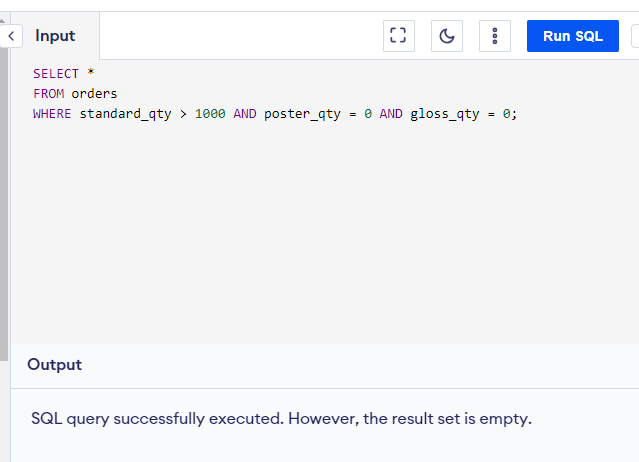 Input
Run SQL
SELECT *
FROM orders
WHERE standard_qty > 1000 AND poster_qty = 0 AND gloss_qty = 0;
Output
SQL query successfully executed. However, the result set is empty.